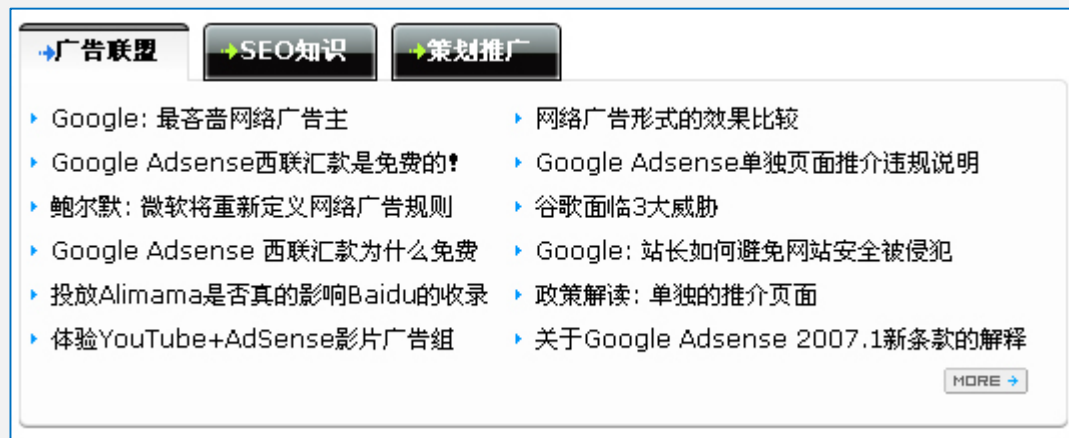 广告联盟 SEO知识 策划推广
Google: 最吝啬网络广告主
Google Adsense西联汇款是免费的!
鲍尔默: 微软将重新定义网络广告规则
Google Adsense 西联汇款为什么免费
投放Alimama是否真的影响Baidu的收录
体验YouTube+AdSense影片广告组
网络广告形式的效果比较
Google Adsense单独页面推介违规说明
谷歌面临3大威胁
Google: 站长如何避免网站安全被侵犯
政策解读: 单独的推介页面
关于Google Adsense 2007.1新条款的解释
MORE